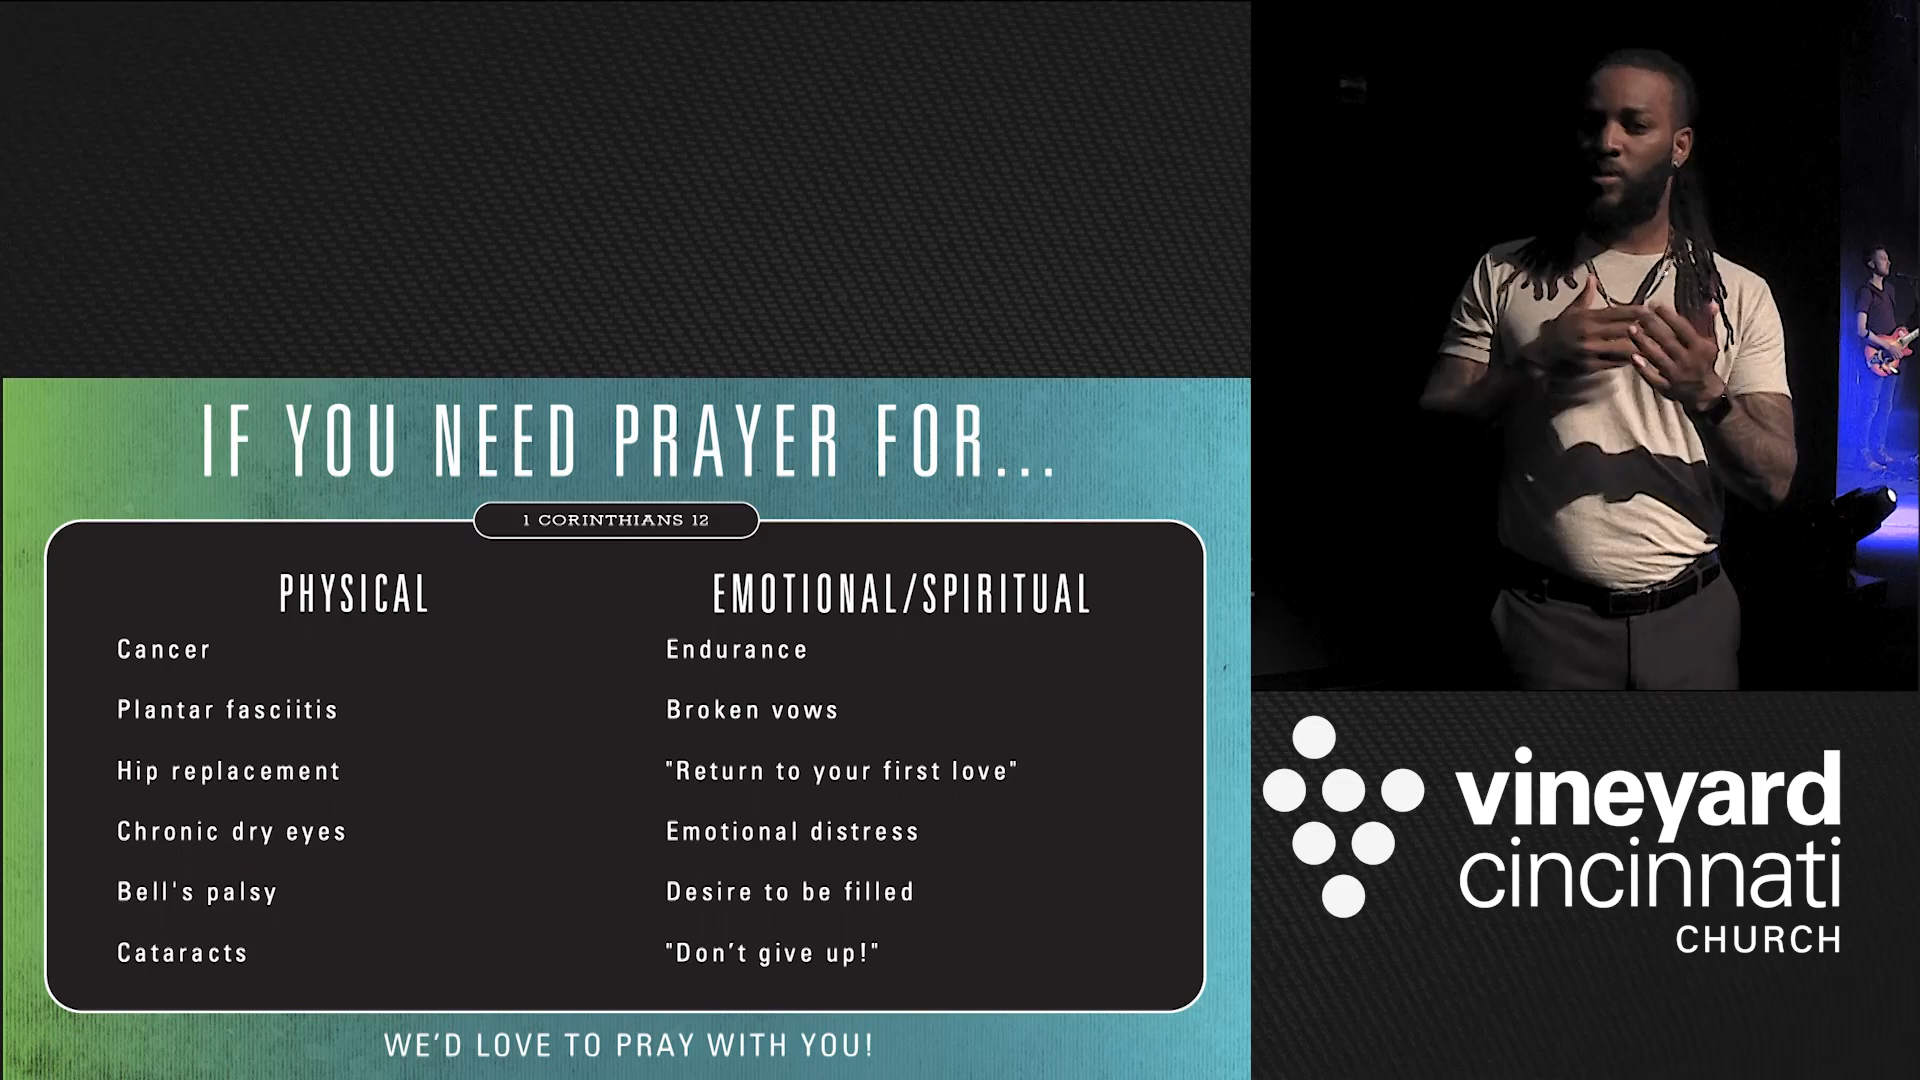 IF YOU NEED PRAYER FOR...
1 CORINTHIANS 12
PHYSICAL
Cancer
Plantar fasciitis
Hip replacement
Chronic dry eyes
Bell's palsy
Cataracts
EMOTIONAL/SPIRITUAL
Endurance
Broken vows
"Return to your first love"
Emotional distress
Desire to be filled
"Don’t give up!"
WE’D LOVE TO PRAY WITH YOU!
vineyard
cincinnati
CHURCH